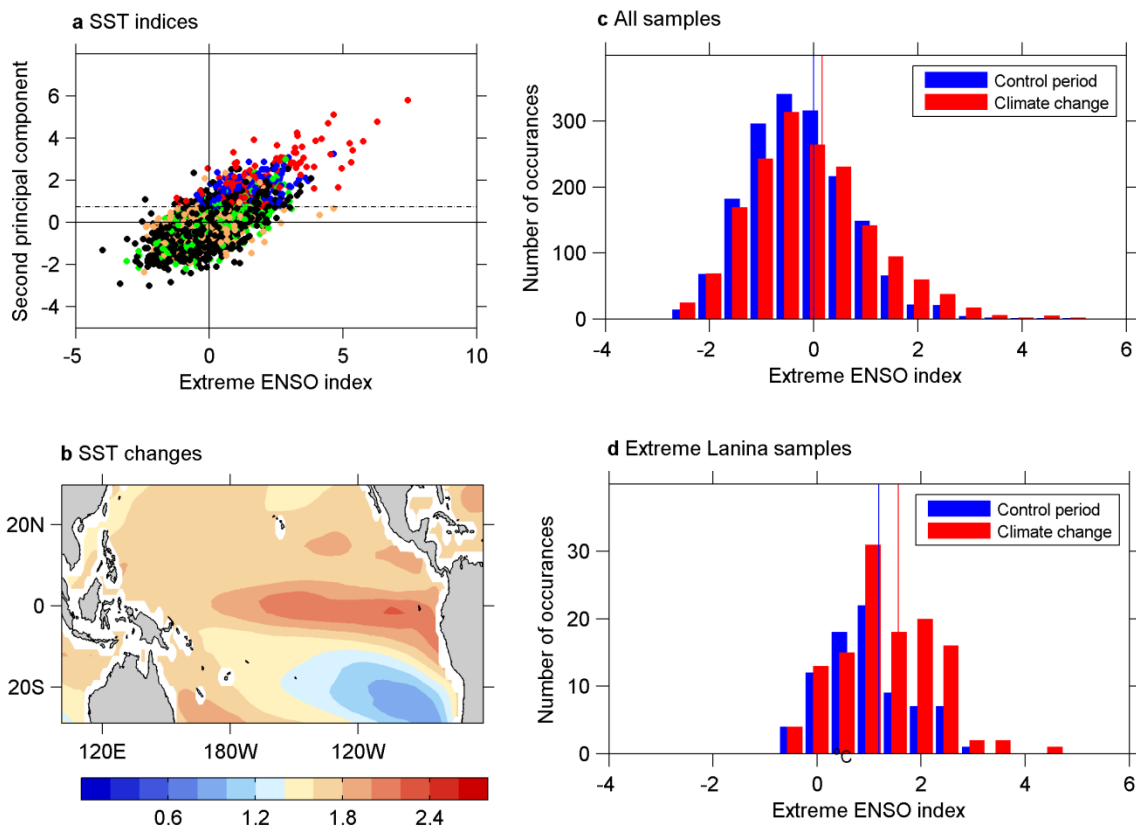 a SST indices
Second principal component
6
4
2
0
-2
-4
-5
0
5
10
Extreme ENSO index
c All samples
Number of occurances
300
200
100
0
Control period
Climate change
-4
-2
0
2
4
6
Extreme ENSO index
b SST changes
20N
0
20S
120E
180W
120W
0.6
1.2
1.8
2.4
d Extreme Lanina samples
Number of occurances
30
20
10
0
Control period
Climate change
°C
-4
-2
0
2
4
6
Extreme ENSO index